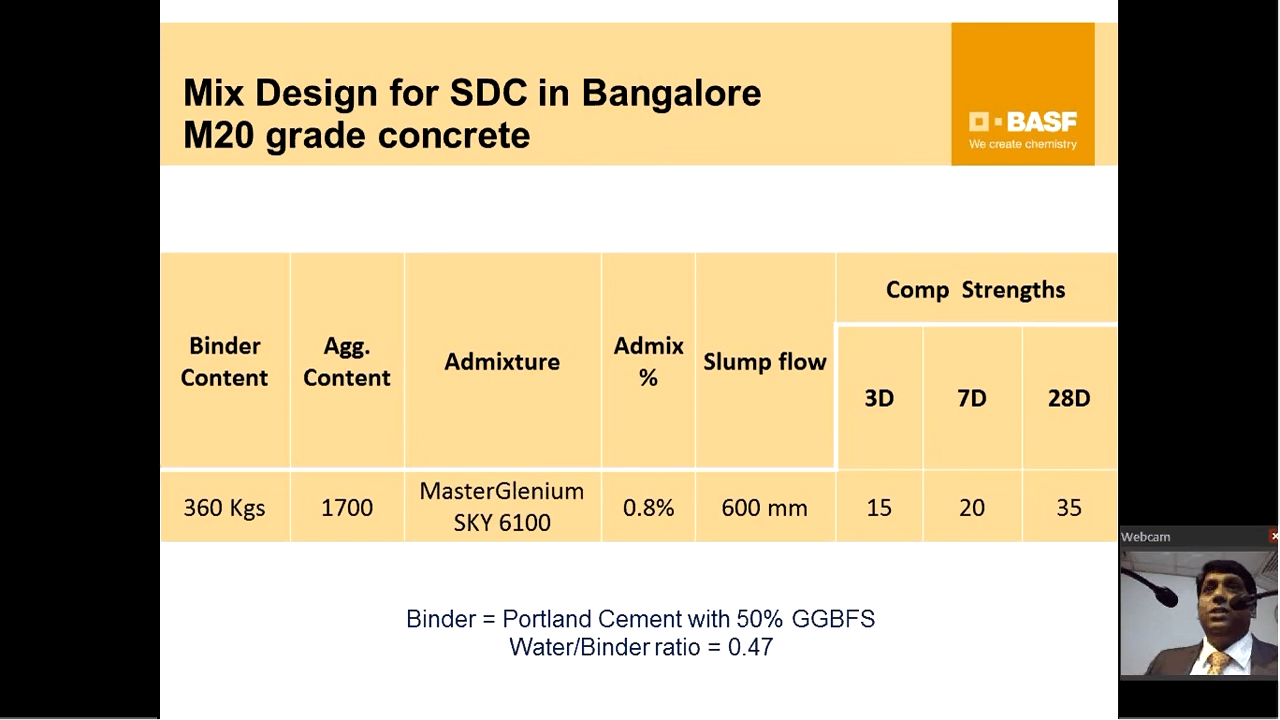 Mix Design for SDC in Bangalore
M20 grade concrete
BASF
We create chemistry
Binder
Content
Agg.
Content
Admixture
Admix
%
Slump flow
Comp Strengths
3D
7D
28D
360 Kgs
1700
MasterGlenium
SKY 6100
0.8%
600 mm
15
20
35
Binder = Portland Cement with 50% GGBFS
Water/Binder ratio = 0.47
Webcam